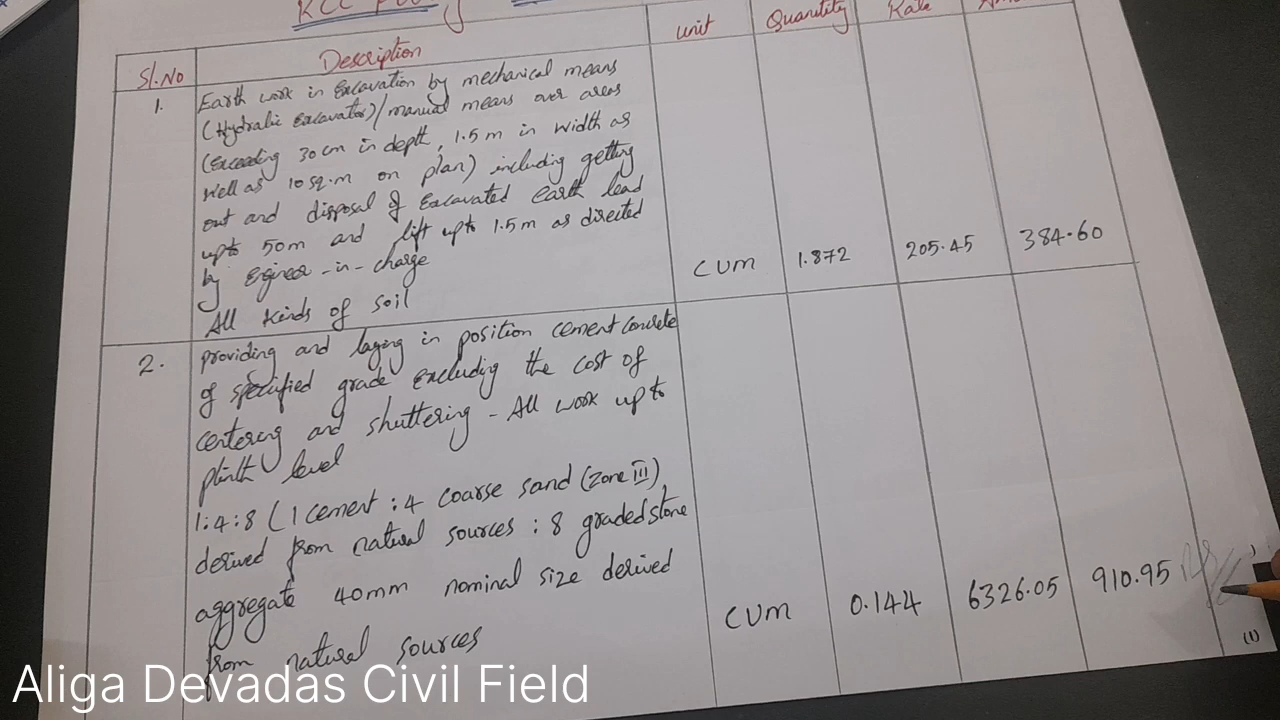 RCC
Sl.No Description Unit Quantity Rate
1. Earth work in Excavation by mechanical means
(Hydralic Excavator)/manual means over areas
(Exceeding 30cm in depth, 1.5m in width as
well as 10sq.m on plan) including getting
out and disposal of Excavated earth lead
upto 50m and lift upto 1.5m as directed
by Engineer-in-charge
All kinds of soil CUM 1.872 205.45 384.60
2. providing and laying in position cement concrete
of specified grade excluding the cost of
centering and shuttering - All work up to
plinth level
1:4:8 (1 cement : 4 coarse sand (zone III)
derived from natural sources : 8 graded stone
aggregate 40mm nominal size derived
from natural sources CUM 0.144 6326.05 910.95
(1)
Aliga Devadas Civil Field